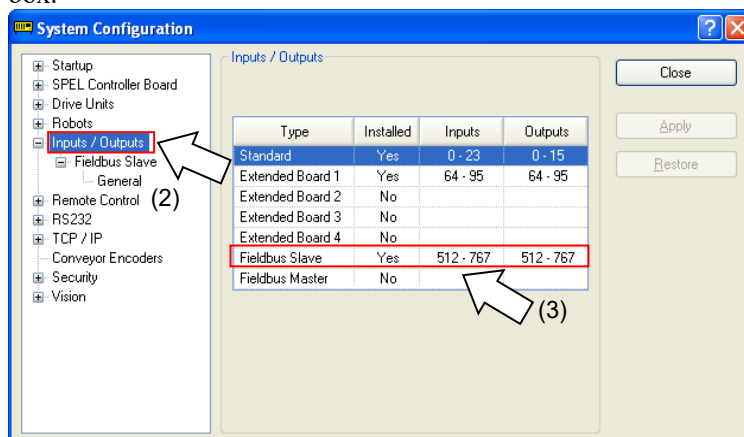 box.
System Configuration
Startup
SPEL Controller Board
Drive Units
Robots
Inputs / Outputs
Fieldbus Slave
General
Remote Control
(2)
RS232
TCP / IP
Conveyor Encoders
Security
Vision
Inputs / Outputs
Type Installed Inputs Outputs
Standard Yes 0 - 23 0 - 15
Extended Board 1 Yes 64 - 95 64 - 95
Extended Board 2 No
Extended Board 3 No
Extended Board 4 No
Fieldbus Slave Yes 512 - 767 512 - 767
Fieldbus Master No
(3)
Close
Apply
Restore